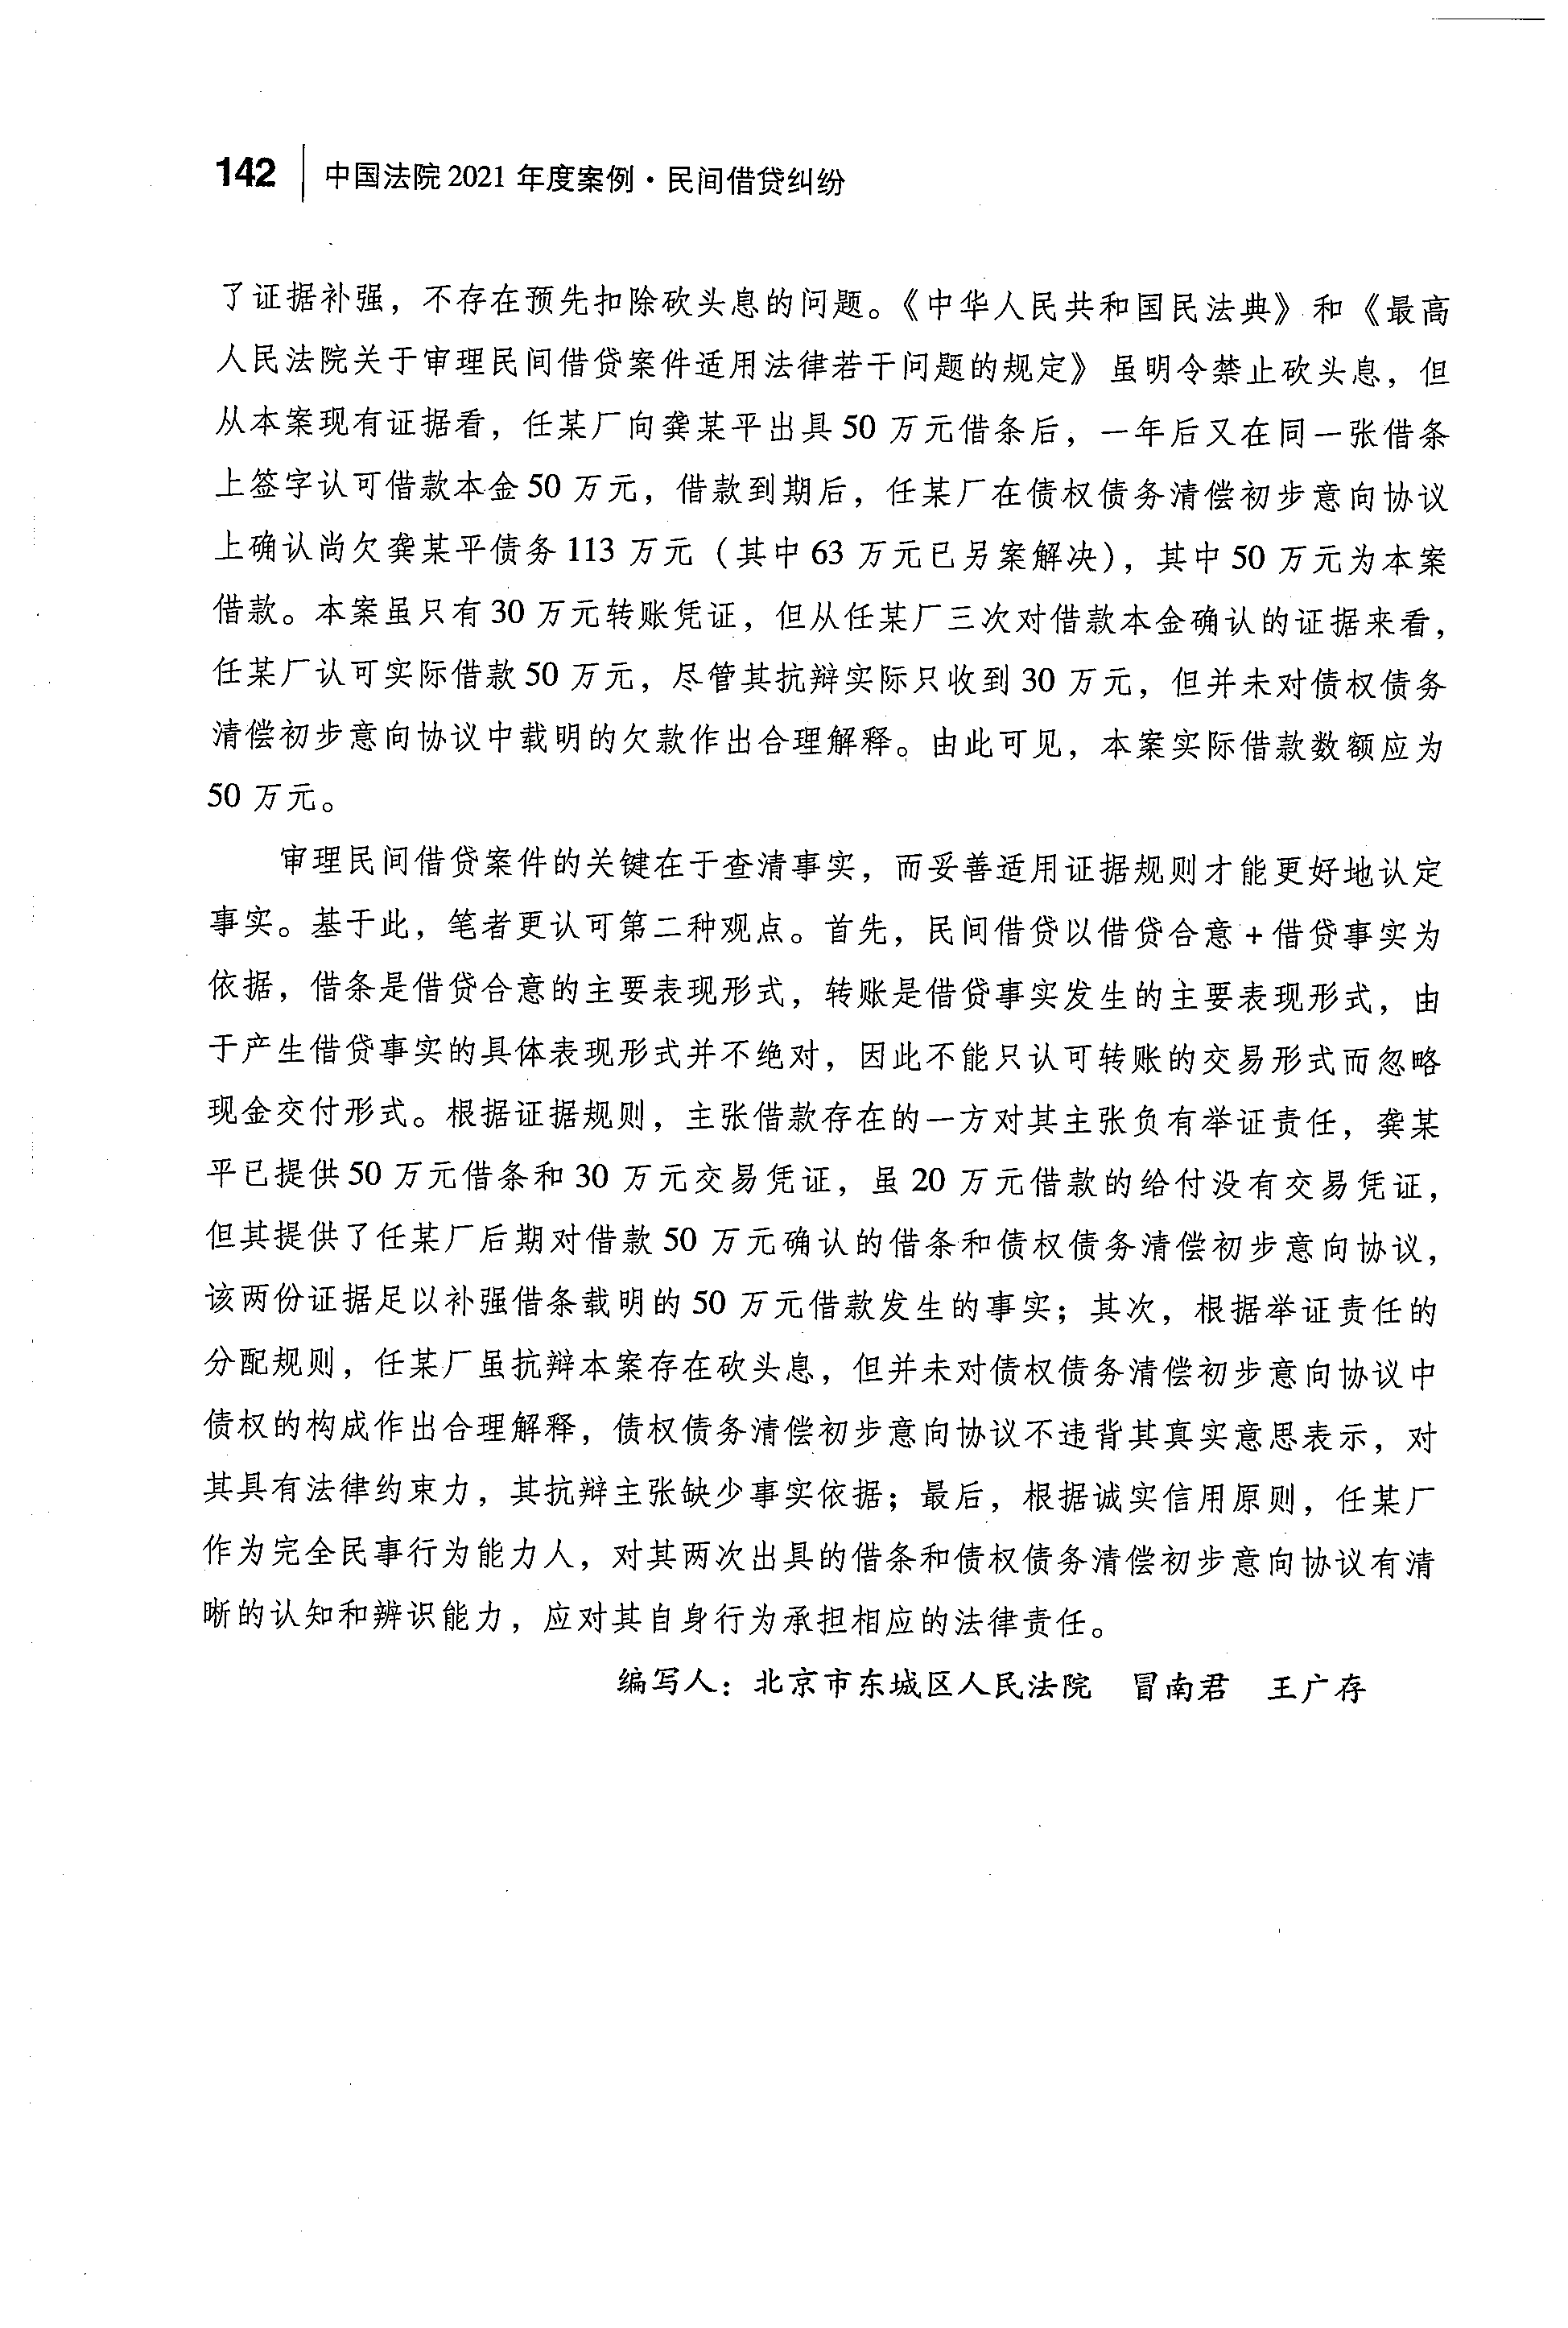 142 中国法院2021年度案例·民间借贷纠纷
了证据补强，不存在预先扣除砍头息的问题。《中华人民共和国民法典》和《最高
人民法院关于审理民间借贷案件适用法律若干问题的规定》虽明令禁止砍头息，但
从本案现有证据看，任某厂向龚某平出具50万元借条后，一年后又在同一张借条
上签字认可借款本金50万元，借款到期后，任某厂在债权债务清偿初步意向协议
上确认尚欠龚某平债务113万元（其中63万元已另案解决），其中50万元为本案
借款。本案虽只有30万元转账凭证，但从任某厂三次对借款本金确认的证据来看，
任某厂认可实际借款50万元，尽管其抗辩实际只收到30万元，但并未对债权债务
清偿初步意向协议中载明的欠款作出合理解释。由此可见，本案实际借款数额应为
50万元。
审理民间借贷案件的关键在于查清事实，而妥善适用证据规则才能更好地认定
事实。基于此，笔者更认可第二种观点。首先，民间借贷以借贷合意+借贷事实为
依据，借条是借贷合意的主要表现形式，转账是借贷事实发生的主要表现形式，由
于产生借贷事实的具体表现形式并不绝对，因此不能只认可转账的交易形式而忽略
现金交付形式。根据证据规则，主张借款存在的一方对其主张负有举证责任，龚某
平已提供50万元借条和30万元交易凭证，虽20万元借款的给付没有交易凭证，
但其提供了任某厂后期对借款50万元确认的借条和债权债务清偿初步意向协议，
该两份证据足以补强借条载明的50万元借款发生的事实；其次，根据举证责任的
分配规则，任某厂虽抗辩本案存在砍头息，但并未对债权债务清偿初步意向协议中
债权的构成作出合理解释，债权债务清偿初步意向协议不违背其真实意思表示，对
其具有法律约束力，其抗辩主张缺少事实依据；最后，根据诚实信用原则，任某厂
作为完全民事行为能力人，对其两次出具的借条和债权债务清偿初步意向协议有清
晰的认知和辨识能力，应对其自身行为承担相应的法律责任。
编写人：北京市东城区人民法院 冒南君 王广存